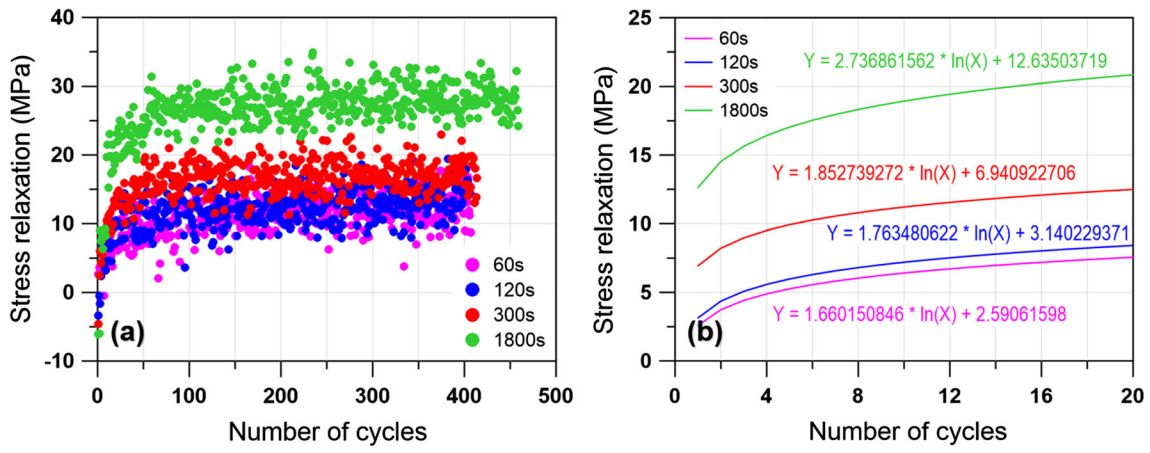 Stress relaxation (MPa)
40
30
20
10
0
-10
60s
120s
300s
1800s
(a)
0
100
200
300
400
500
Number of cycles
Stress relaxation (MPa)
25
20
15
10
5
0
60s
120s
300s
1800s
Y = 2.736861562 * ln(X) + 12.63503719
Y = 1.852739272 * ln(X) + 6.940922706
Y = 1.763480622 * ln(X) + 3.140229371
Y = 1.660150846 * ln(X) + 2.59061598
(b)
0
4
8
12
16
20
Number of cycles